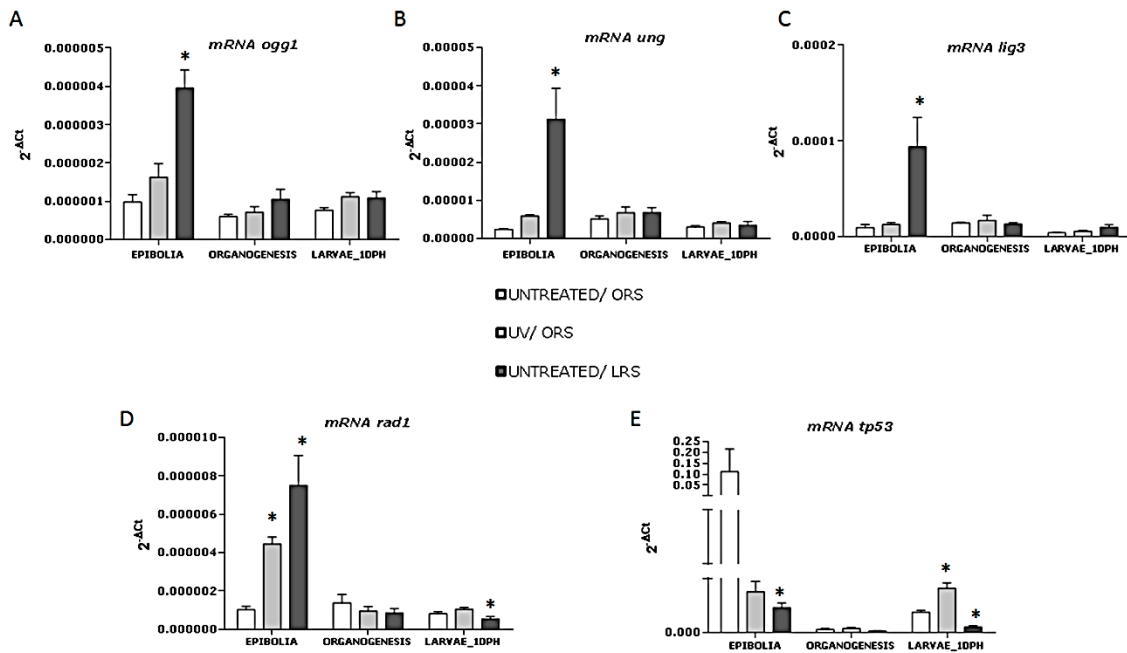 A
mRNA ogg1
0.000005
0.000004
0.000003
0.000002
0.000001
0.000000
2^-ΔCt
*
EPIBOLIA ORGANOGENESIS LARVAE_1DPH
B
mRNA ung
0.00005
0.00004
0.00003
0.00002
0.00001
0.00000
2^-ΔCt
*
EPIBOLIA ORGANOGENESIS LARVAE_1DPH
C
mRNA lig3
0.0002
0.0001
0.0000
2^-ΔCt
*
EPIBOLIA ORGANOGENESIS LARVAE_1DPH
UNTREATED/ ORS
UV/ ORS
UNTREATED/ LRS
D
mRNA rad1
0.000010
0.000008
0.000006
0.000004
0.000002
0.000000
2^-ΔCt
* * *
EPIBOLIA ORGANOGENESIS LARVAE_1DPH
E
mRNA tp53
0.25
0.20
0.15
0.10
0.05
0.000
2^-ΔCt
* * *
EPIBOLIA ORGANOGENESIS LARVAE_1DPH